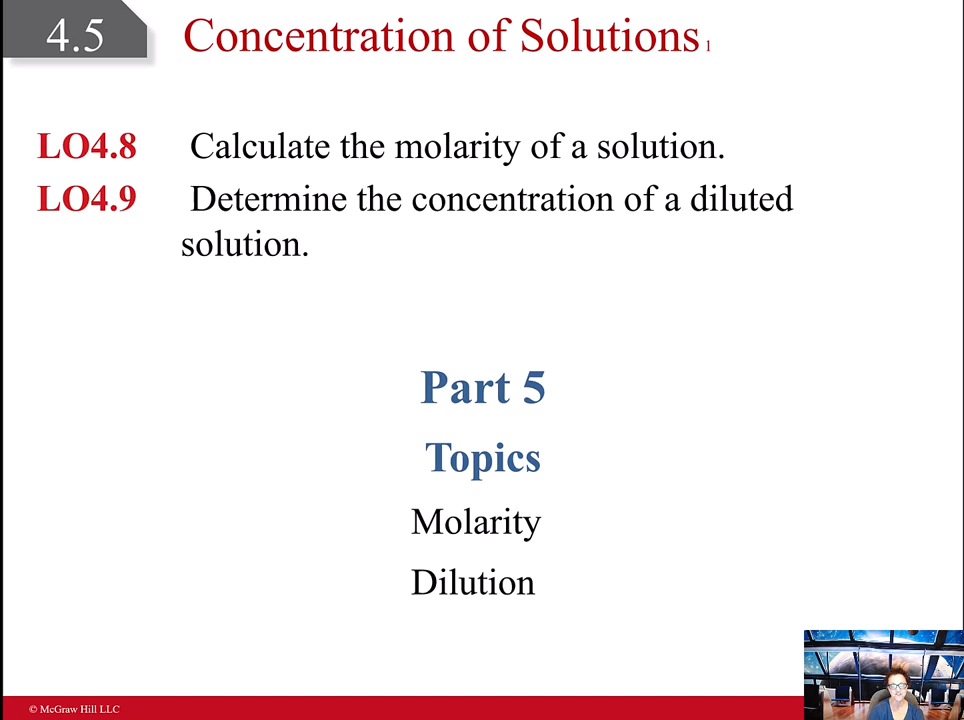 4.5
Concentration of Solutions 1
LO4.8 Calculate the molarity of a solution.
LO4.9 Determine the concentration of a diluted
solution.
Part 5
Topics
Molarity
Dilution
© McGraw Hill LLC